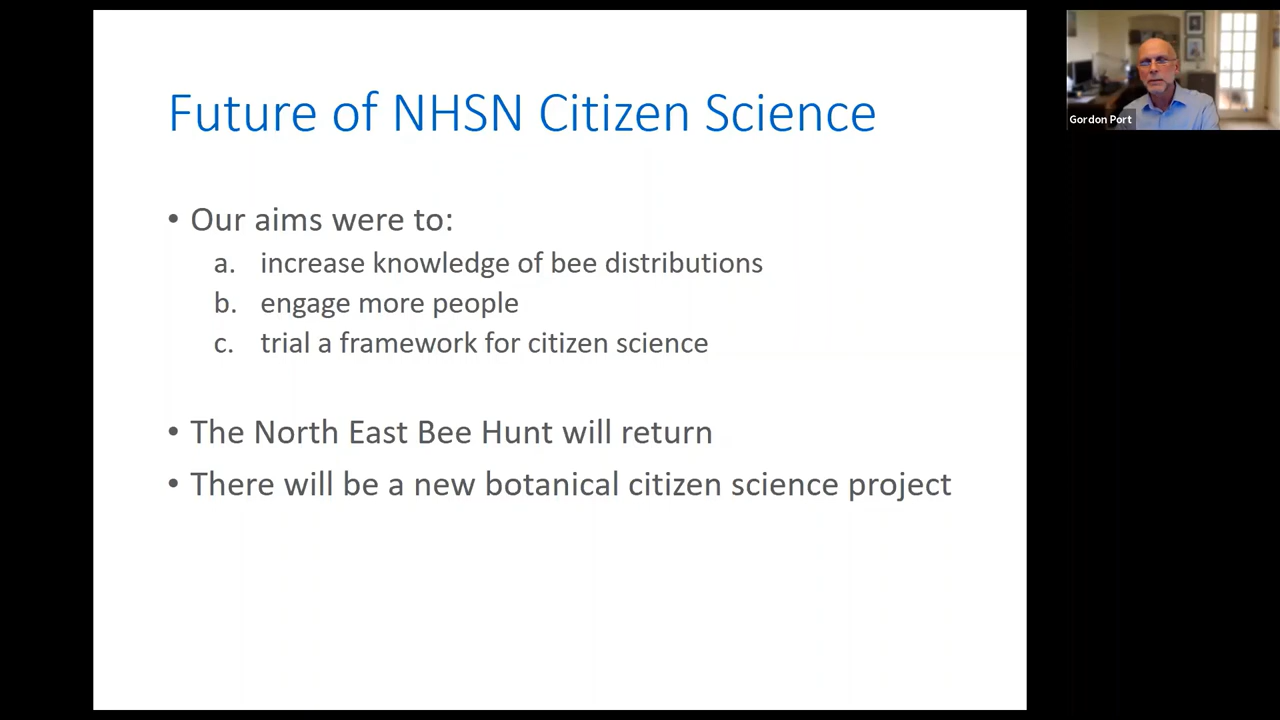 Future of NHSN Citizen Science
• Our aims were to:
a. increase knowledge of bee distributions
b. engage more people
c. trial a framework for citizen science
• The North East Bee Hunt will return
• There will be a new botanical citizen science project
Gordon Port